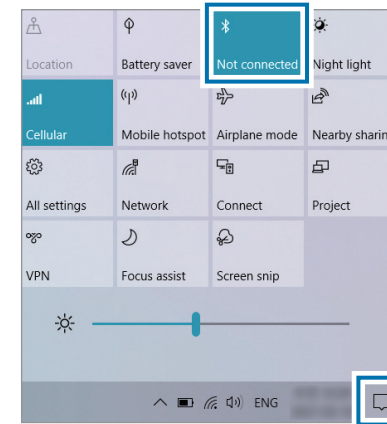 Location Battery saver Not connected Night light
Cellular Mobile hotspot Airplane mode Nearby sharin
All settings Network Connect Project
VPN Focus assist Screen snip
ENG